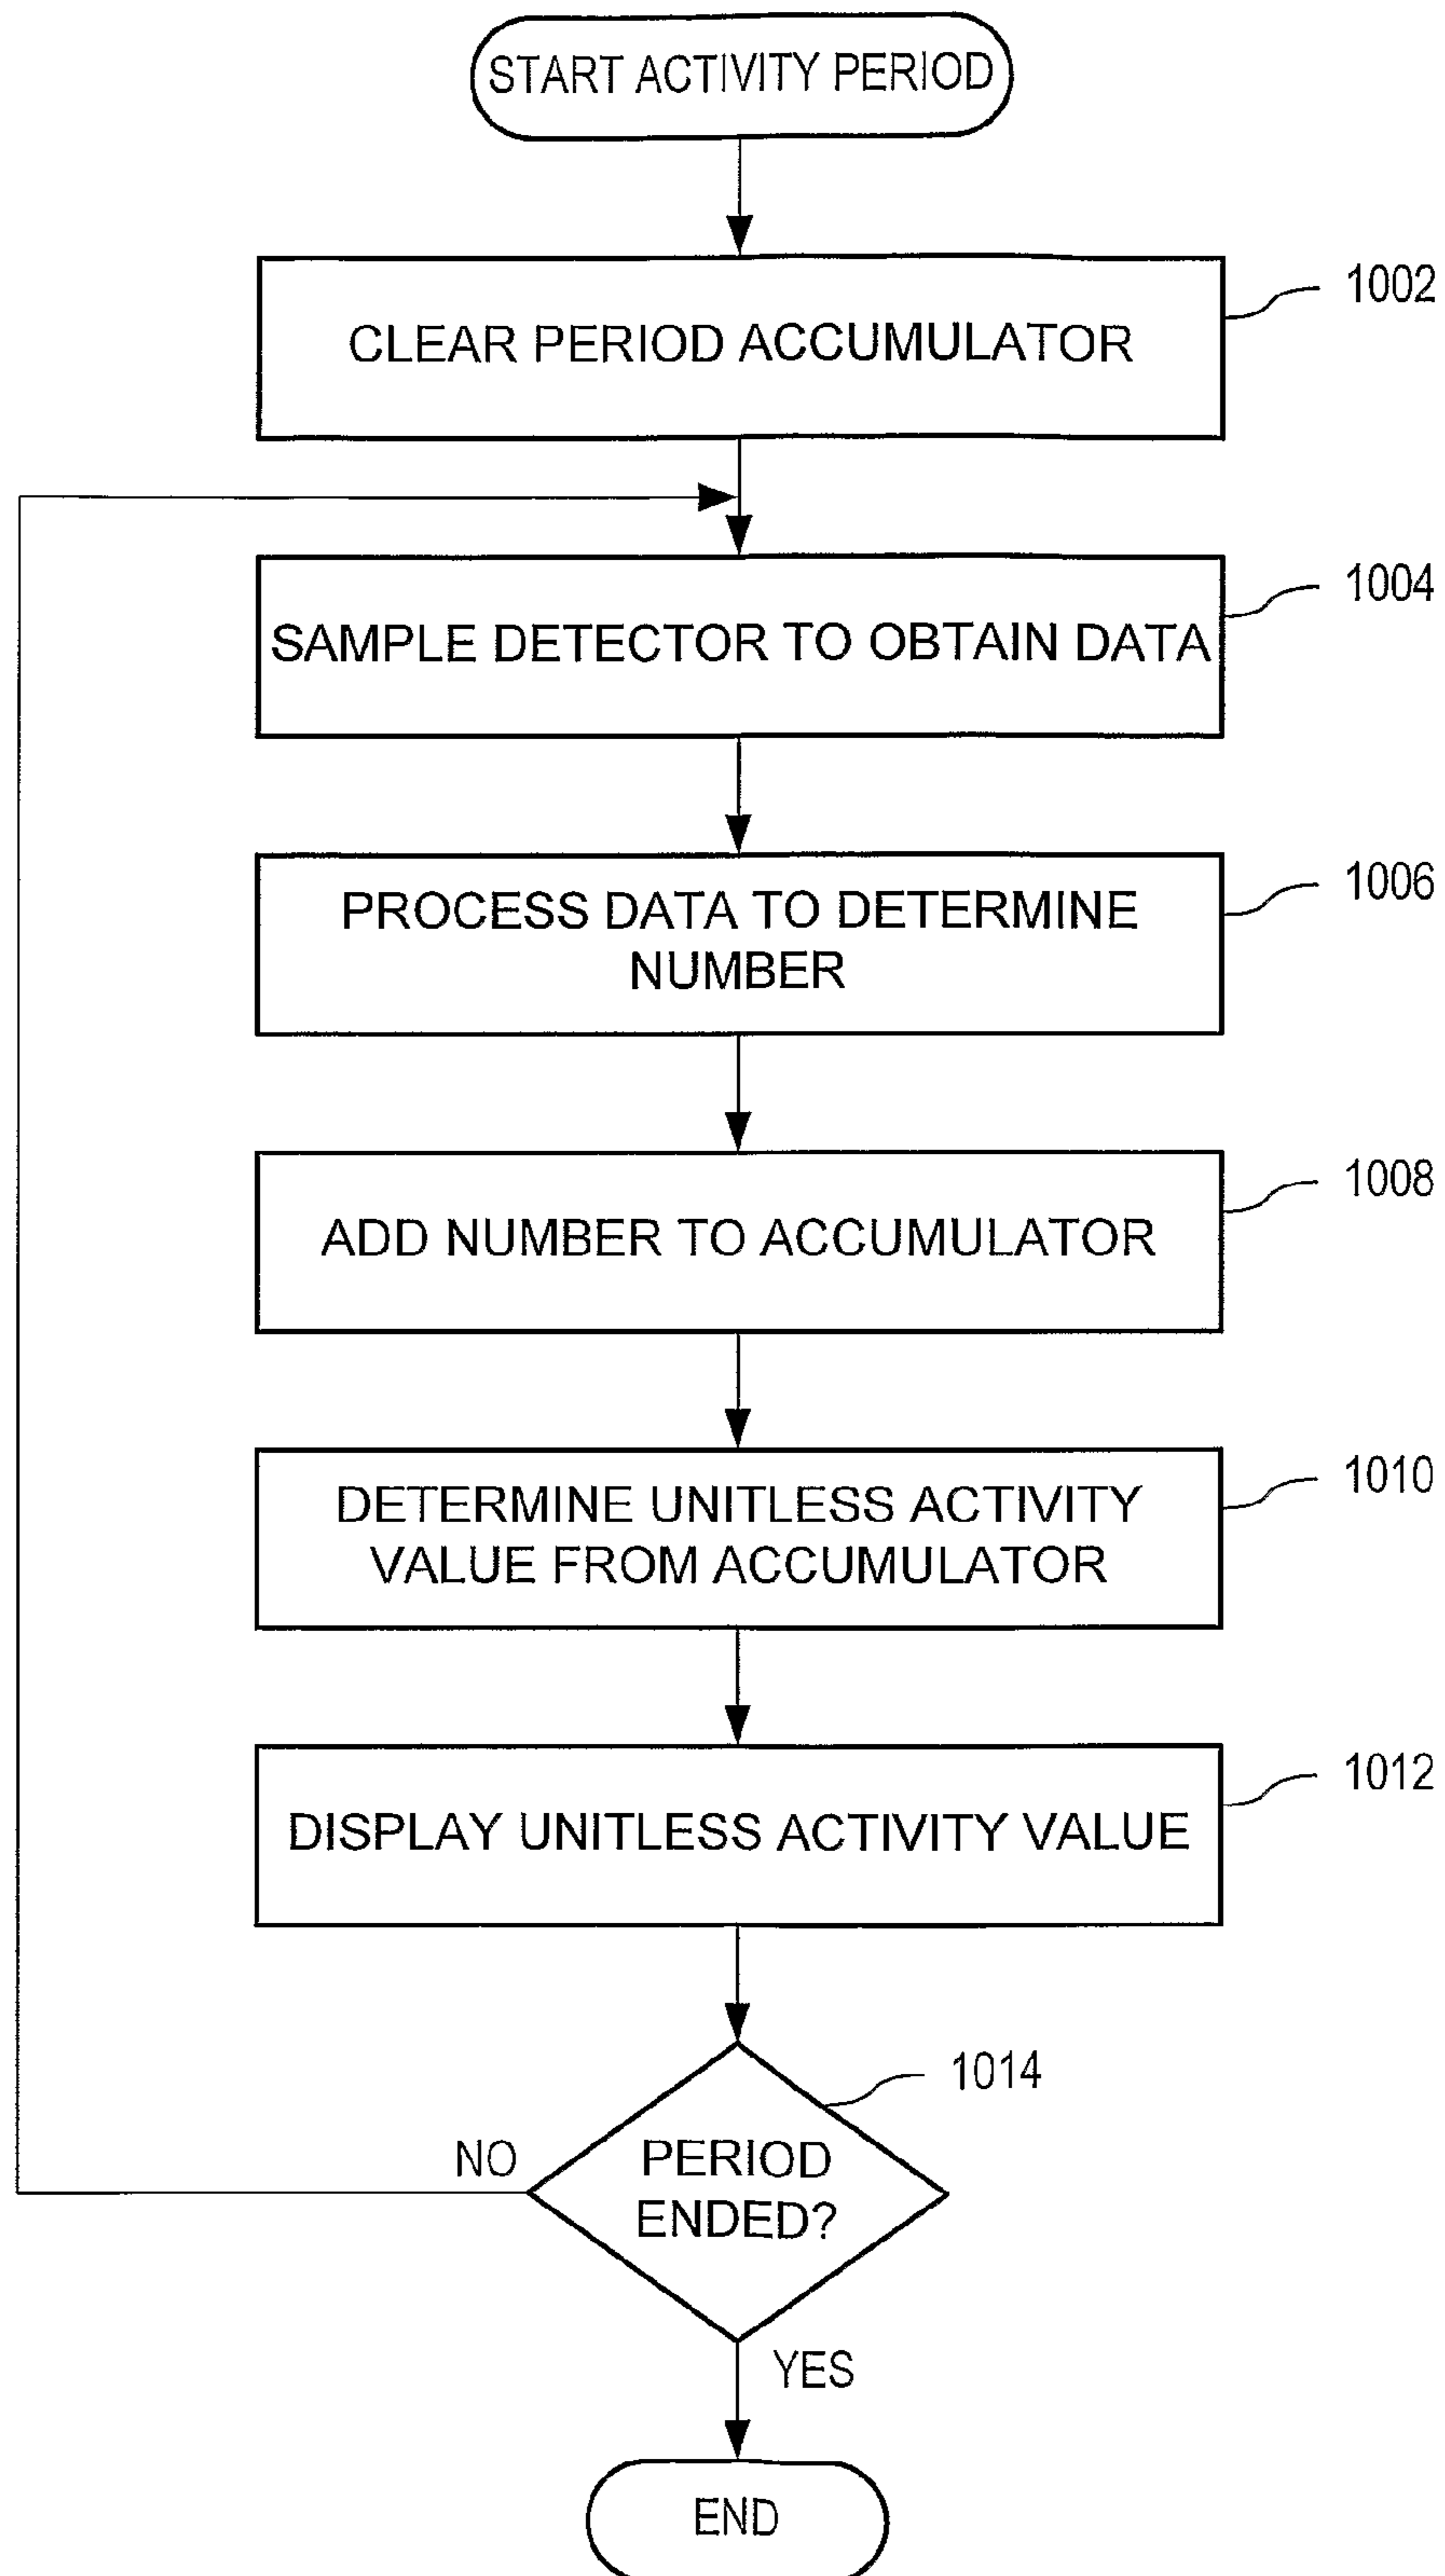 START ACTIVITY PERIOD
CLEAR PERIOD ACCUMULATOR
1002
SAMPLE DETECTOR TO OBTAIN DATA
1004
PROCESS DATA TO DETERMINE
NUMBER
1006
ADD NUMBER TO ACCUMULATOR
1008
DETERMINE UNITLESS ACTIVITY
VALUE FROM ACCUMULATOR
1010
DISPLAY UNITLESS ACTIVITY VALUE
1012
PERIOD
ENDED?
1014
NO
YES
END